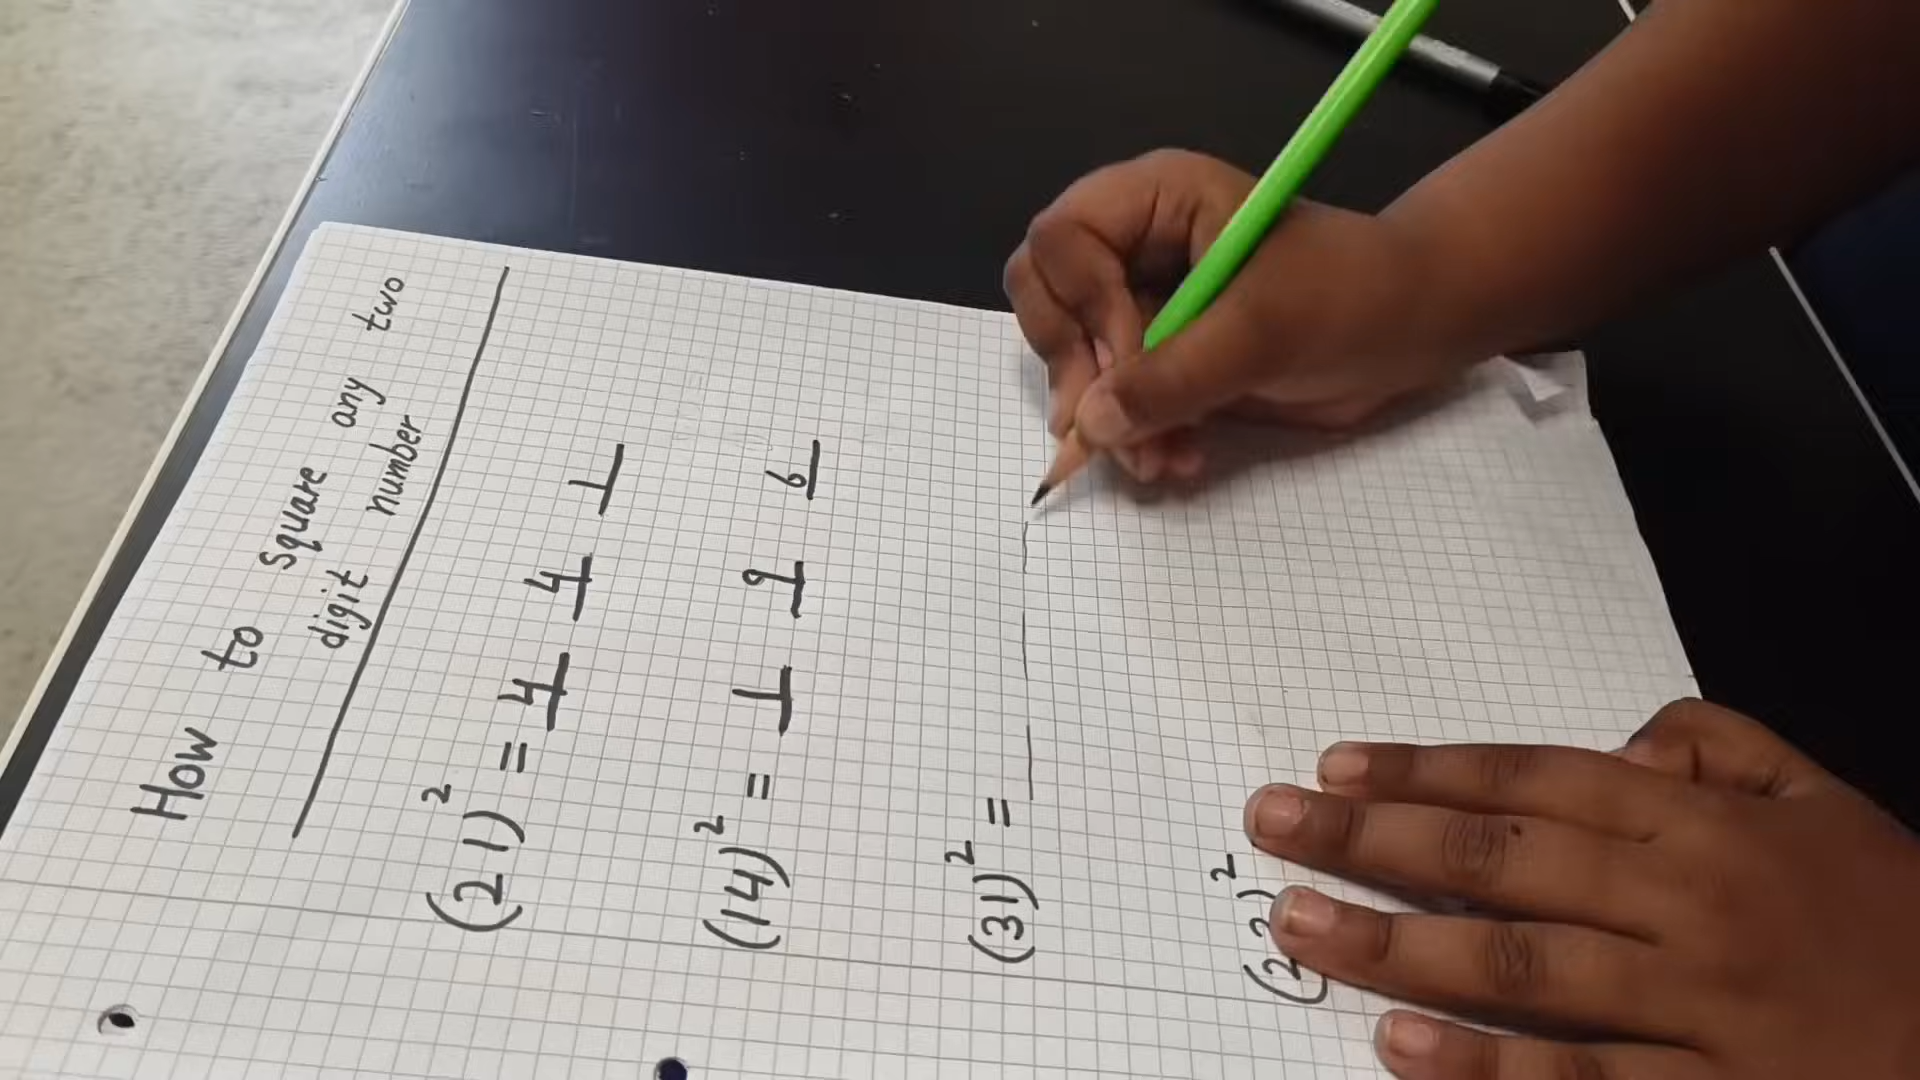 How to square any two
digit number
(21)² = 4 4 1
(14)² = 1 9 6
(31)² =